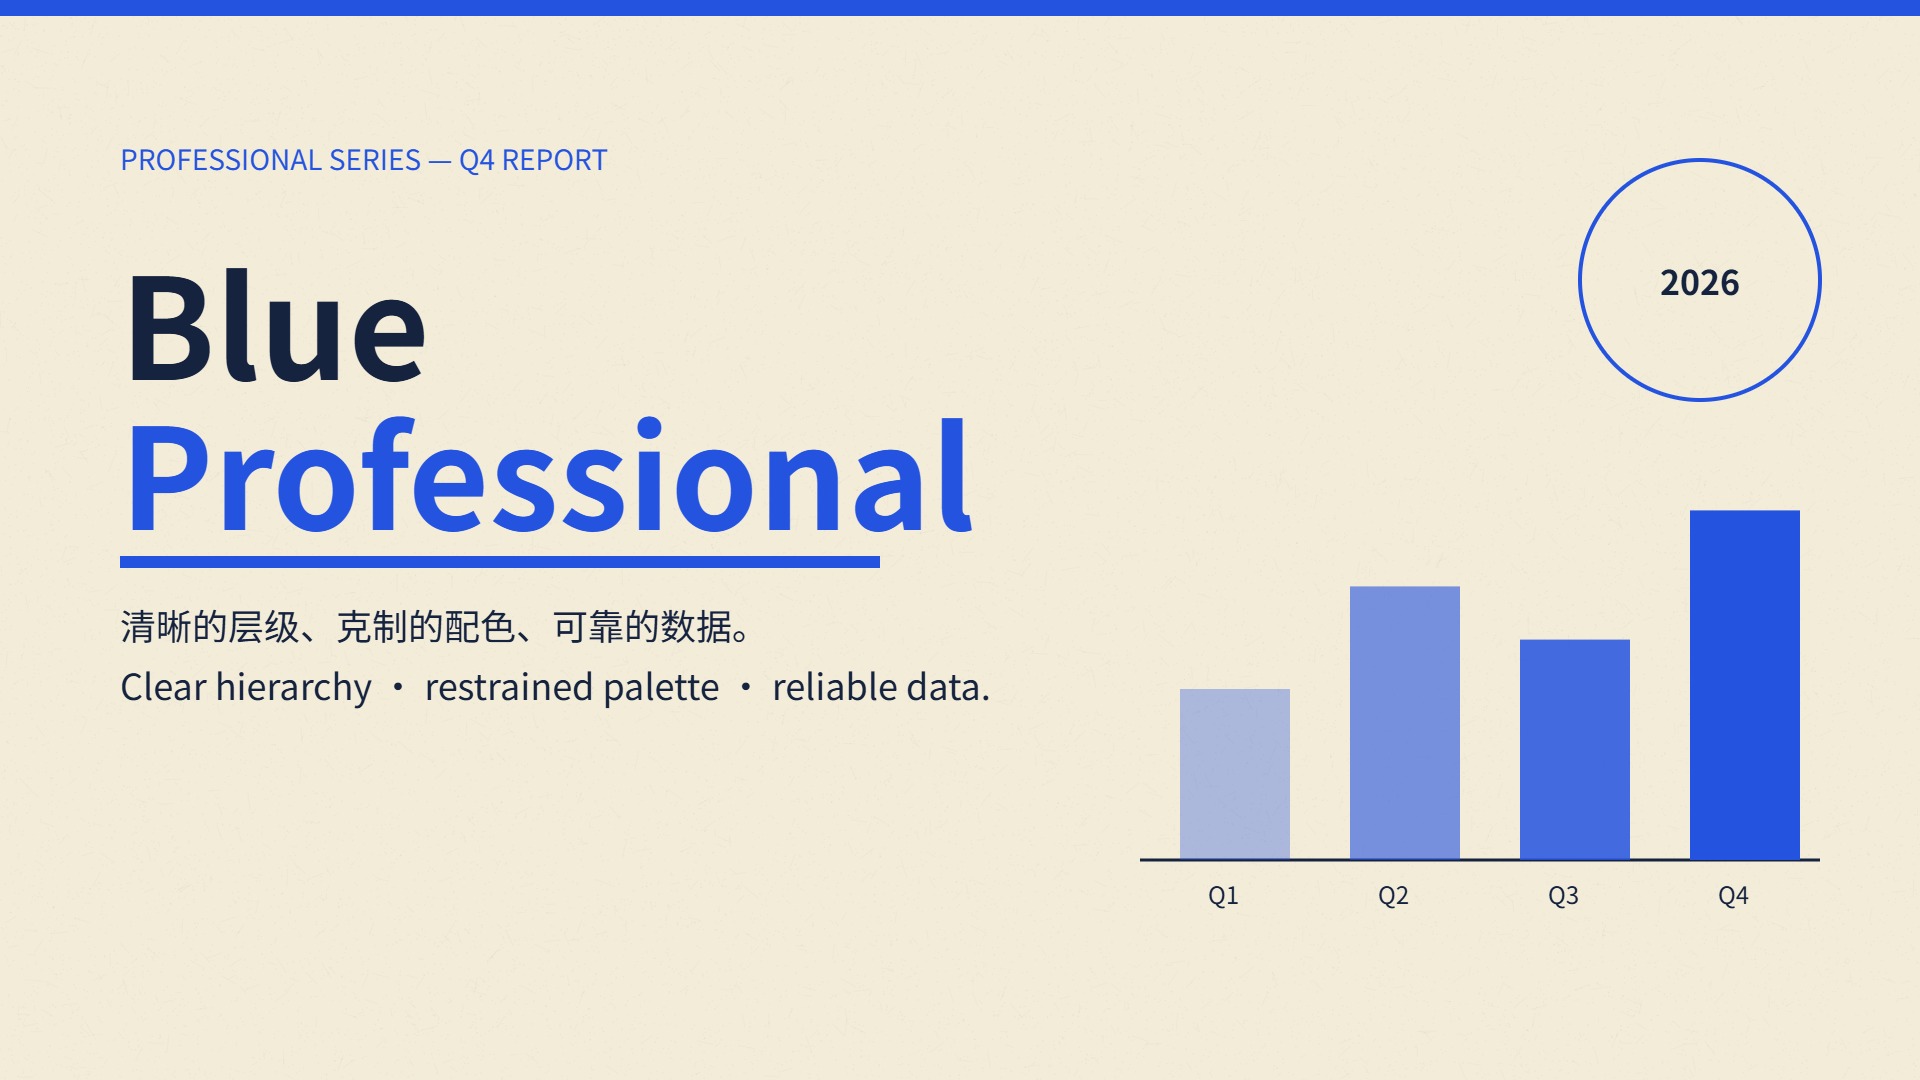 PROFESSIONAL SERIES — Q4 REPORT
2026
Blue
Professional
清晰的层级、克制的配色、可靠的数据。
Clear hierarchy · restrained palette · reliable data.
Q1 Q2 Q3 Q4